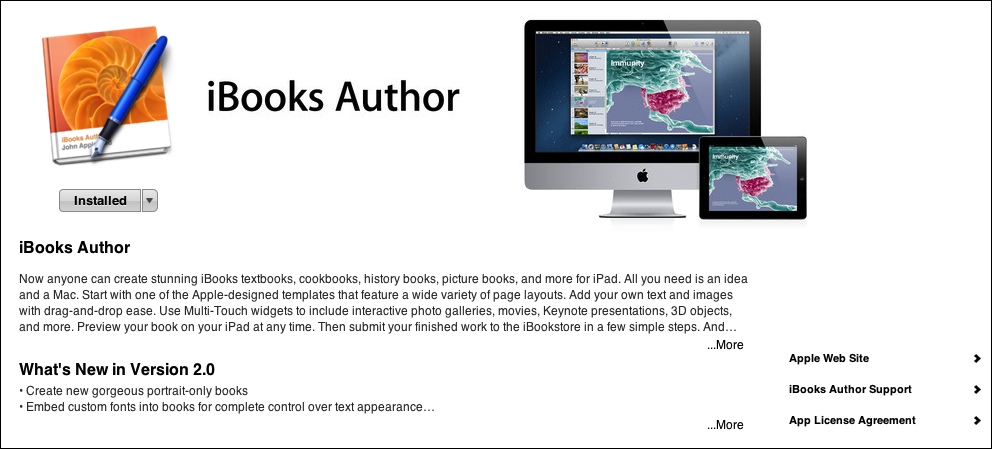 iBooks Author
iBooks Auth
John Appl
Immunity
Immunity
Installed
iBooks Author
Now anyone can create stunning iBooks textbooks, cookbooks, history books, picture books, and more for iPad. All you need is an idea
and a Mac. Start with one of the Apple-designed templates that feature a wide variety of page layouts. Add your own text and images
with drag-and-drop ease. Use Multi-Touch widgets to include interactive photo galleries, movies, Keynote presentations, 3D objects,
and more. Preview your book on your iPad at any time. Then submit your finished work to the iBookstore in a few simple steps. And…
...More
What's New in Version 2.0
• Create new gorgeous portrait-only books
• Embed custom fonts into books for complete control over text appearance…
...More
Apple Web Site
iBooks Author Support
App License Agreement